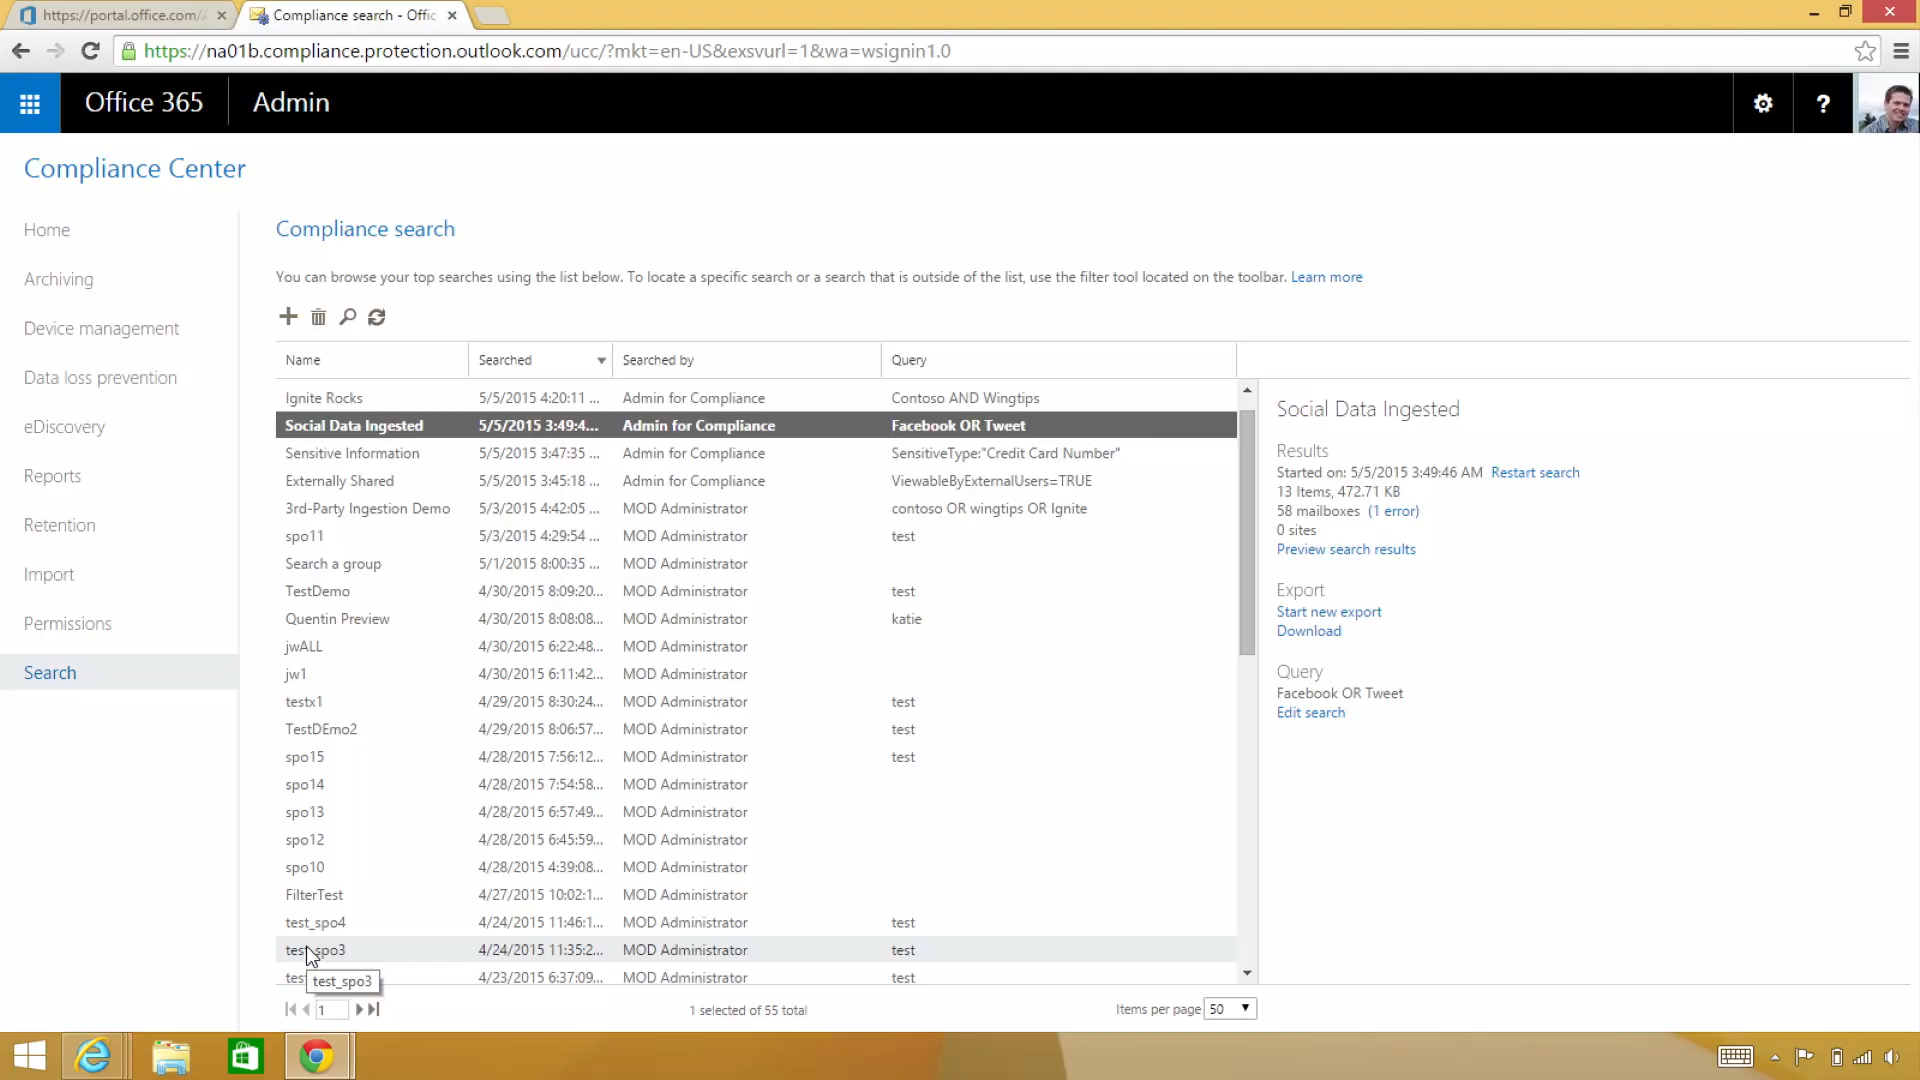 https://portal.office.com/
Compliance search - Offic
https://na01b.compliance.protection.outlook.com/ucc/?mkt=en-US&exsvurl=1&wa=wsignin1.0
Office 365
Admin
?
Compliance Center
Home
Archiving
Device management
Data loss prevention
eDiscovery
Reports
Retention
Import
Permissions
Search
Compliance search
You can browse your top searches using the list below. To locate a specific search or a search that is outside of the list, use the filter tool located on the toolbar. Learn more
Name Searched Searched by Query
Ignite Rocks 5/5/2015 4:20:11 ... Admin for Compliance Contoso AND Wingtips
Social Data Ingested 5/5/2015 3:49:4... Admin for Compliance Facebook OR Tweet
Sensitive Information 5/5/2015 3:47:35 ... Admin for Compliance SensitiveType:"Credit Card Number"
Externally Shared 5/5/2015 3:45:18 ... Admin for Compliance ViewableByExternalUsers=TRUE
3rd-Party Ingestion Demo 5/3/2015 4:42:05 ... MOD Administrator contoso OR wingtips OR Ignite
spo11 5/3/2015 4:29:54 ... MOD Administrator test
Search a group 5/1/2015 8:00:35 ... MOD Administrator
TestDemo 4/30/2015 8:09:20... MOD Administrator test
Quentin Preview 4/30/2015 8:08:08... MOD Administrator katie
jwALL 4/30/2015 6:22:48... MOD Administrator
jw1 4/30/2015 6:11:42... MOD Administrator
testx1 4/29/2015 8:30:24... MOD Administrator test
TestDEmo2 4/29/2015 8:06:57... MOD Administrator test
spo15 4/28/2015 7:56:12... MOD Administrator test
spo14 4/28/2015 7:54:58... MOD Administrator
spo13 4/28/2015 6:57:49... MOD Administrator
spo12 4/28/2015 6:45:59... MOD Administrator
spo10 4/28/2015 4:39:08... MOD Administrator
FilterTest 4/27/2015 10:02:1... MOD Administrator
test_spo4 4/24/2015 11:46:1... MOD Administrator test
test_spo3 4/24/2015 11:35:2... MOD Administrator test
4/23/2015 6:37:09... MOD Administrator test
test_spo3
1
1 selected of 55 total
Items per page 50
Social Data Ingested
Results
Started on: 5/5/2015 3:49:46 AM Restart search
13 Items, 472.71 KB
58 mailboxes (1 error)
0 sites
Preview search results
Export
Start new export
Download
Query
Facebook OR Tweet
Edit search